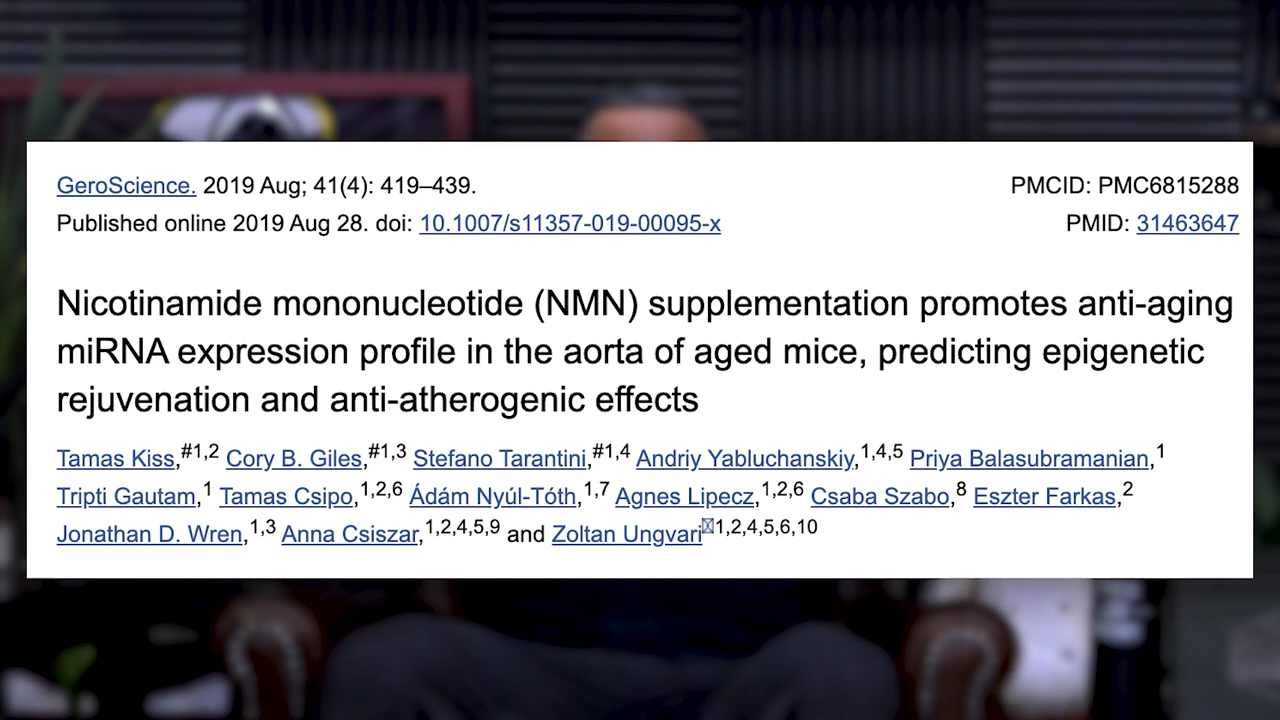 GeroScience. 2019 Aug; 41(4): 419–439.
PMCID: PMC6815288
Published online 2019 Aug 28. doi: 10.1007/s11357-019-00095-x
PMID: 31463647
Nicotinamide mononucleotide (NMN) supplementation promotes anti-aging
miRNA expression profile in the aorta of aged mice, predicting epigenetic
rejuvenation and anti-atherogenic effects
Tamas Kiss,#1,2 Cory B. Giles,#1,3 Stefano Tarantini,#1,4 Andriy Yabluchanskiy,1,4,5 Priya Balasubramanian,1
Tripti Gautam,1 Tamas Csipo,1,2,6 Ádám Nyúl-Tóth,1,7 Agnes Lipecz,1,2,6 Csaba Szabo,8 Eszter Farkas,2
Jonathan D. Wren,1,3 Anna Csiszar,1,2,4,5,9 and Zoltan Ungvari1,2,4,5,6,10